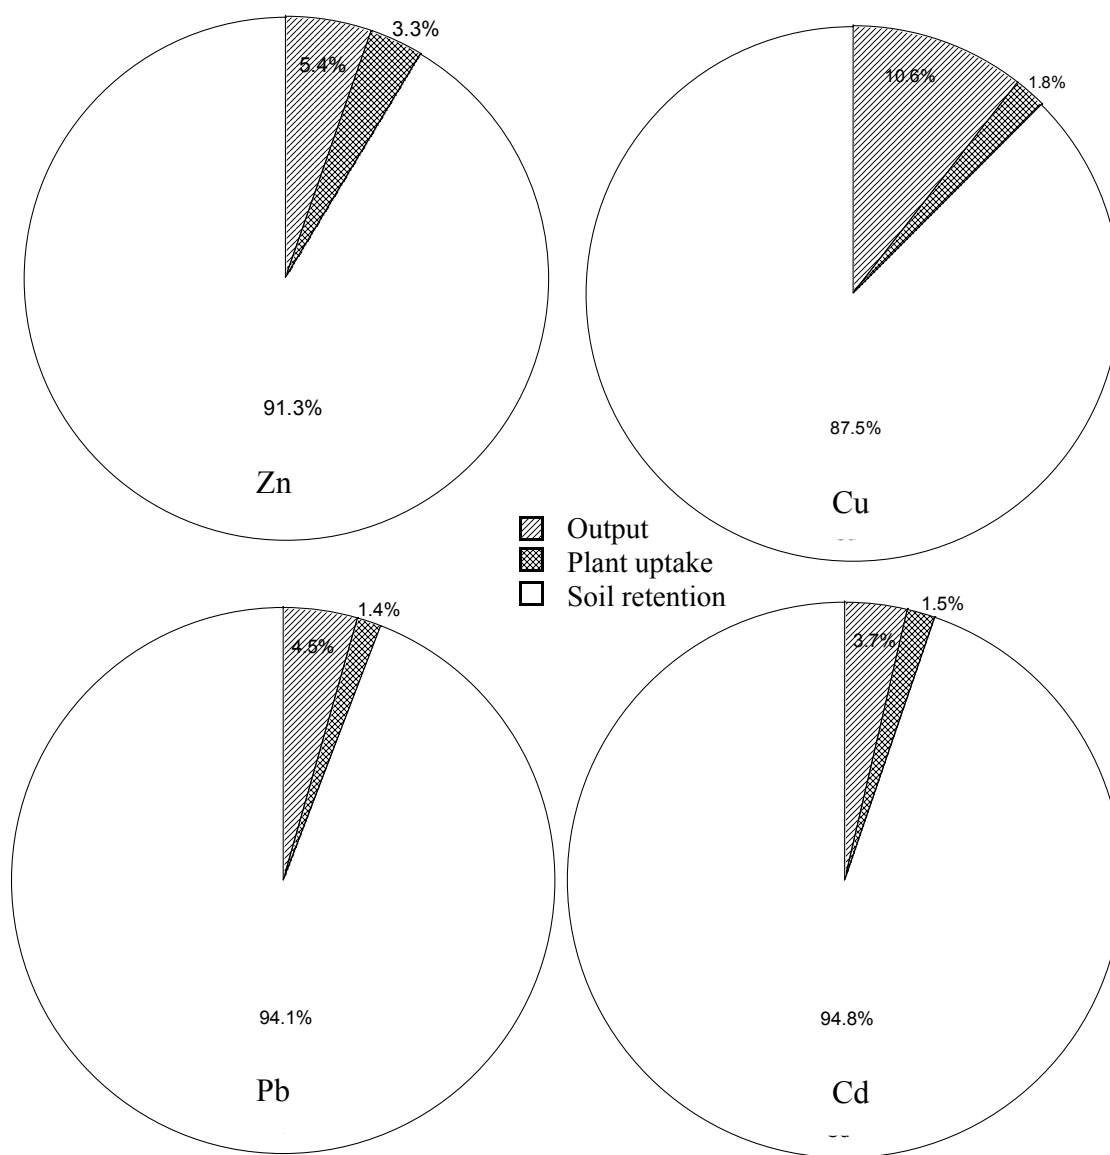 3.3%
5.4%
91.3%
Zn
10.6%
1.8%
87.5%
Cu
Output
Plant uptake
Soil retention
1.4%
4.5%
94.1%
Pb
1.5%
3.7%
94.8%
Cd